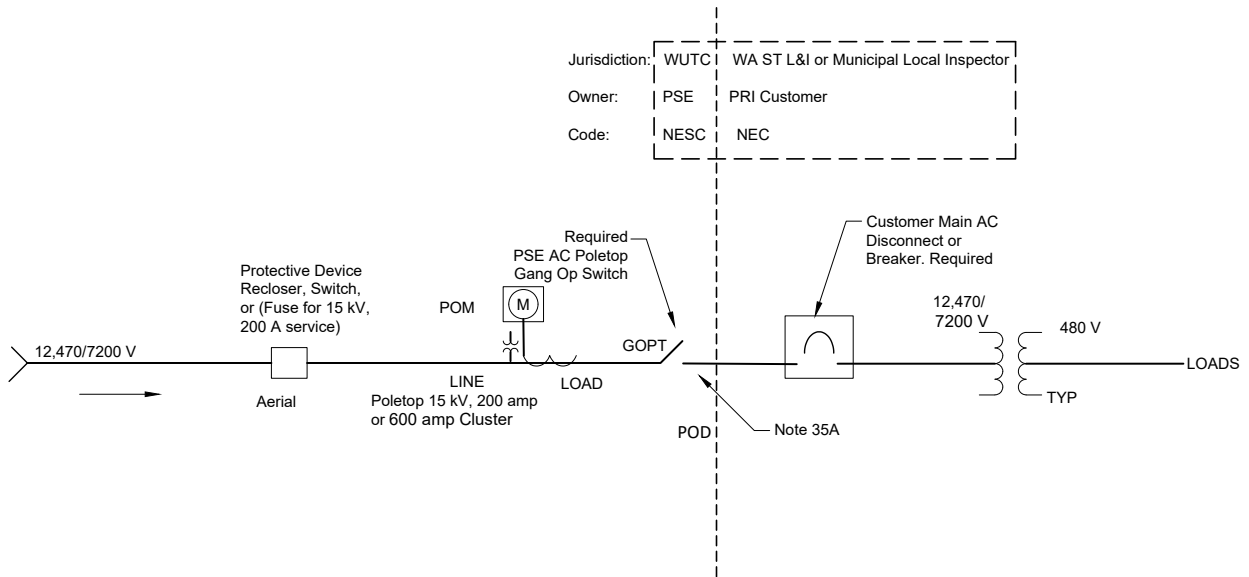 Jurisdiction: WUTC WA ST L&I or Municipal Local Inspector
Owner: PSE PRI Customer
Code: NESC NEC
Customer Main AC
Disconnect or
Breaker. Required
Required
PSE AC Poletop
Gang Op Switch
Protective Device
Recloser, Switch,
or (Fuse for 15 kV,
200 A service)
POM
M
12,470/
7200 V
480 V
12,470/7200 V
GOPT
LOADS
LINE
LOAD
Poletop 15 kV, 200 amp
or 600 amp Cluster
Aerial
TYP
POD
Note 35A